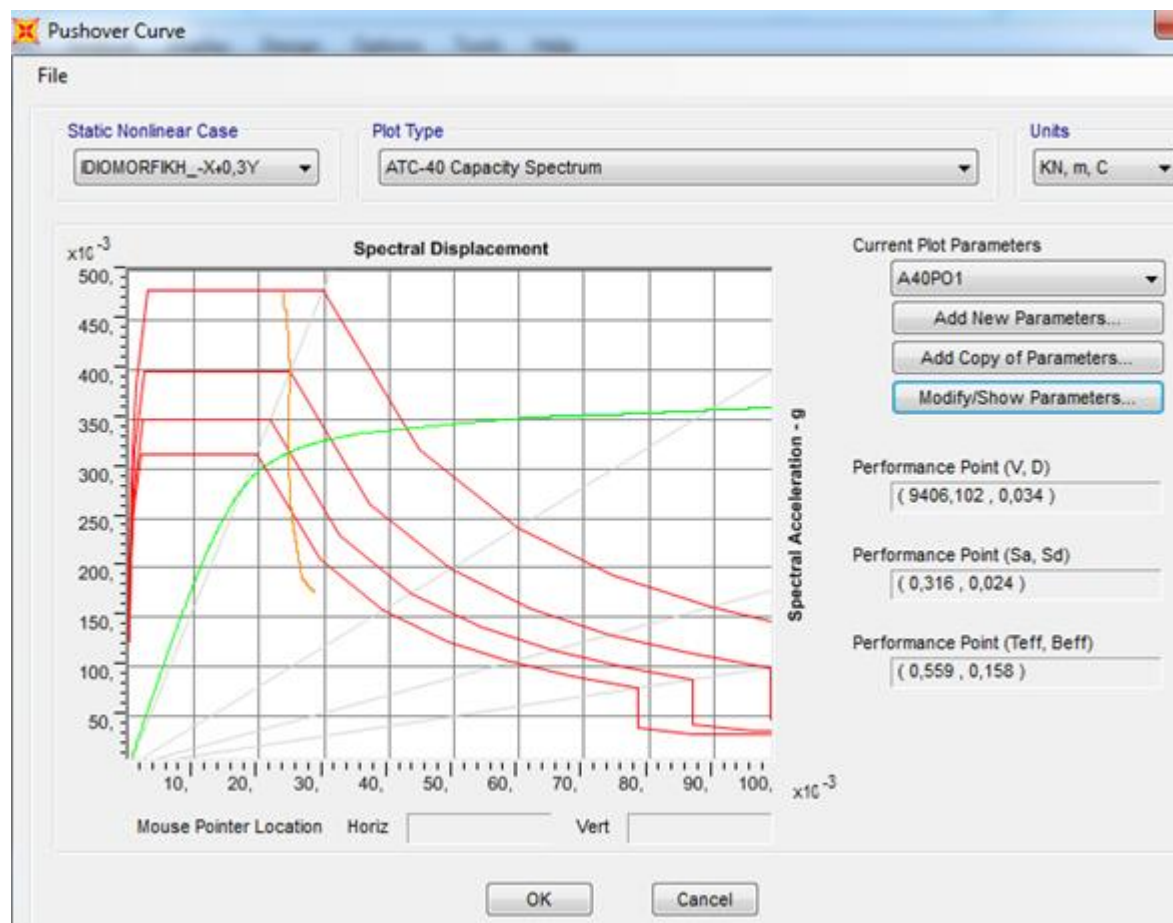 Pushover Curve
File
Static Nonlinear Case
IDIOMORFIKH_-X+0,3Y
Plot Type
ATC-40 Capacity Spectrum
Units
KN, m, C
x10 -3
Spectral Displacement
500,
450,
400,
350,
300,
250,
200,
150,
100,
50,
10, 20, 30, 40, 50, 60, 70, 80, 90, 100,
x10 -3
Spectral Acceleration - g
Mouse Pointer Location Horiz Vert
Current Plot Parameters
A40PO1
Add New Parameters...
Add Copy of Parameters...
Modify/Show Parameters...
Performance Point (V, D)
( 9406,102 , 0,034 )
Performance Point (Sa, Sd)
( 0,316 , 0,024 )
Performance Point (Teff, Beff)
( 0,559 , 0,158 )
OK Cancel